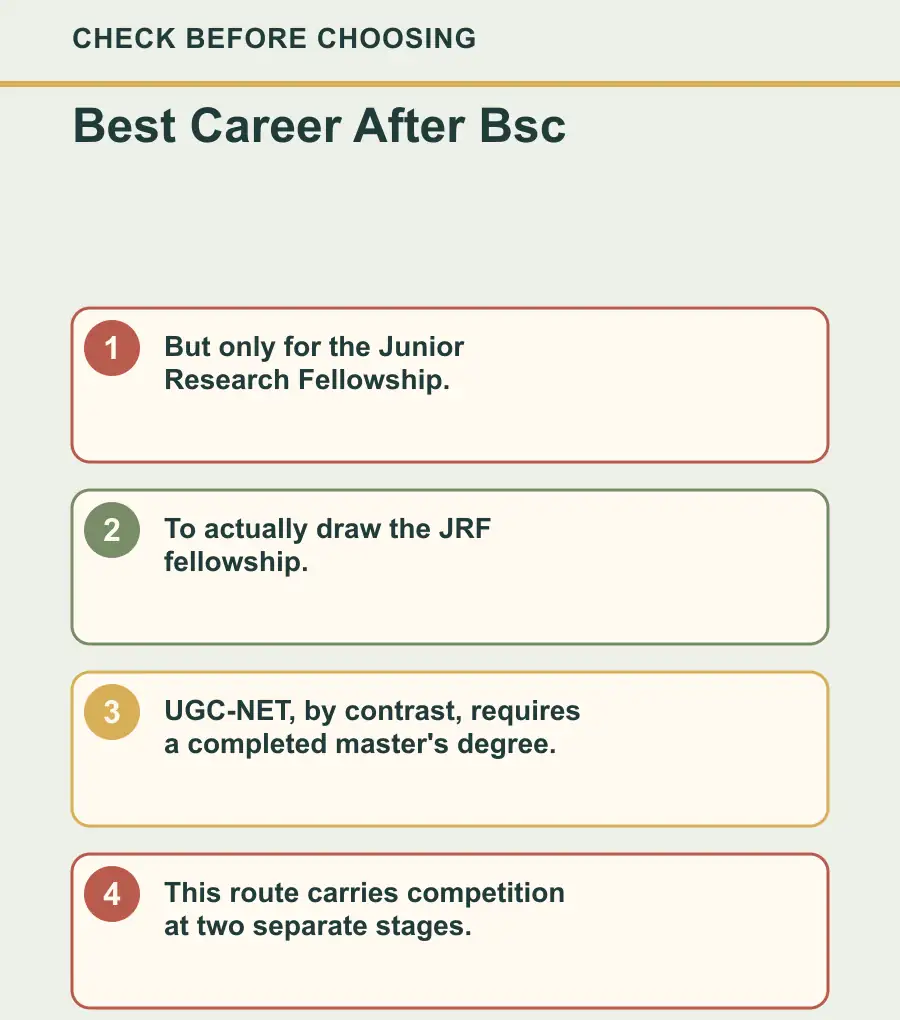 CHECK BEFORE CHOOSING
Best Career After Bsc
1
But only for the Junior
Research Fellowship.
2
To actually draw the JRF
fellowship.
3
UGC-NET, by contrast, requires
a completed master's degree.
4
This route carries competition
at two separate stages.